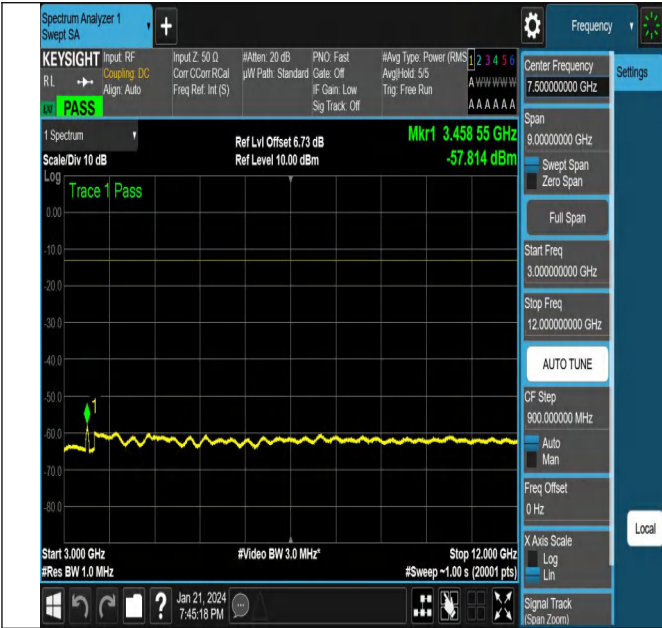 Spectrum Analyzer 1
Swept SA
Frequency
KEYSIGHT
RL
PASS
Input: RF
Coupling: DC
Align: Auto
Input Z: 50 Ω
Corr CCorr RCal
Freq Ref: Int (S)
#Atten: 20 dB
µW Path: Standard
PNO: Fast
Gate: Off
IF Gain: Low
Sig Track: Off
#Avg Type: Power (RMS
Avg|Hold: 5/5
Trig: Free Run
1 2 3 4 5 6
A W W W W W
A A A A A A
1 Spectrum
Scale/Div 10 dB
Ref Lvl Offset 6.73 dB
Ref Level 10.00 dBm
Mkr1 3.458 55 GHz
-57.814 dBm
Log
Trace 1 Pass
0.00
-10.0
-20.0
-30.0
-40.0
-50.0
-60.0
-70.0
-80.0
1
Start 3.000 GHz
#Res BW 1.0 MHz
#Video BW 3.0 MHz*
Stop 12.000 GHz
#Sweep ~1.00 s (20001 pts)
Jan 21, 2024
7:45:18 PM
Center Frequency
7.500000000 GHz
Settings
Span
9.00000000 GHz
Swept Span
Zero Span
Full Span
Start Freq
3.000000000 GHz
Stop Freq
12.000000000 GHz
AUTO TUNE
CF Step
900.000000 MHz
Auto
Man
Freq Offset
0 Hz
X Axis Scale
Log
Lin
Local
Signal Track
(Span Zoom)